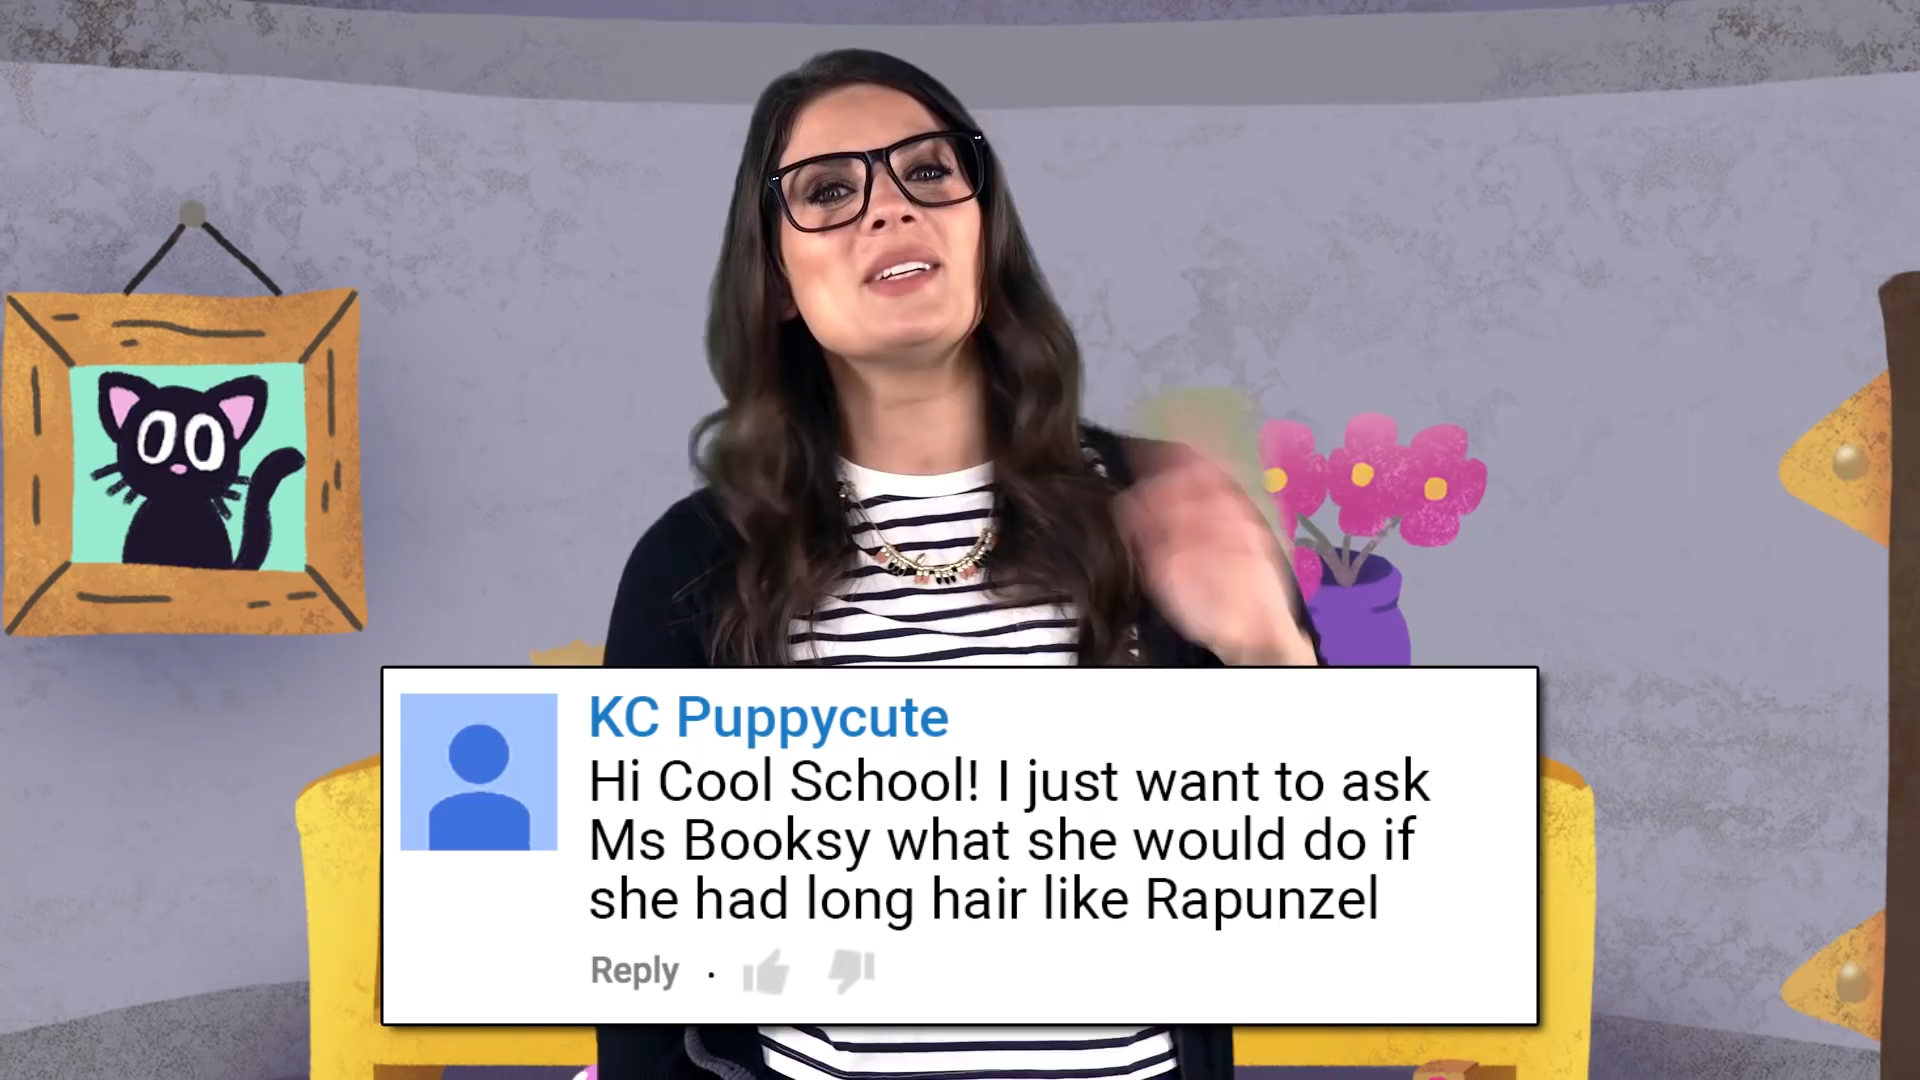 KC Puppycute
Hi Cool School! I just want to ask
Ms Booksy what she would do if
she had long hair like Rapunzel
Reply ·